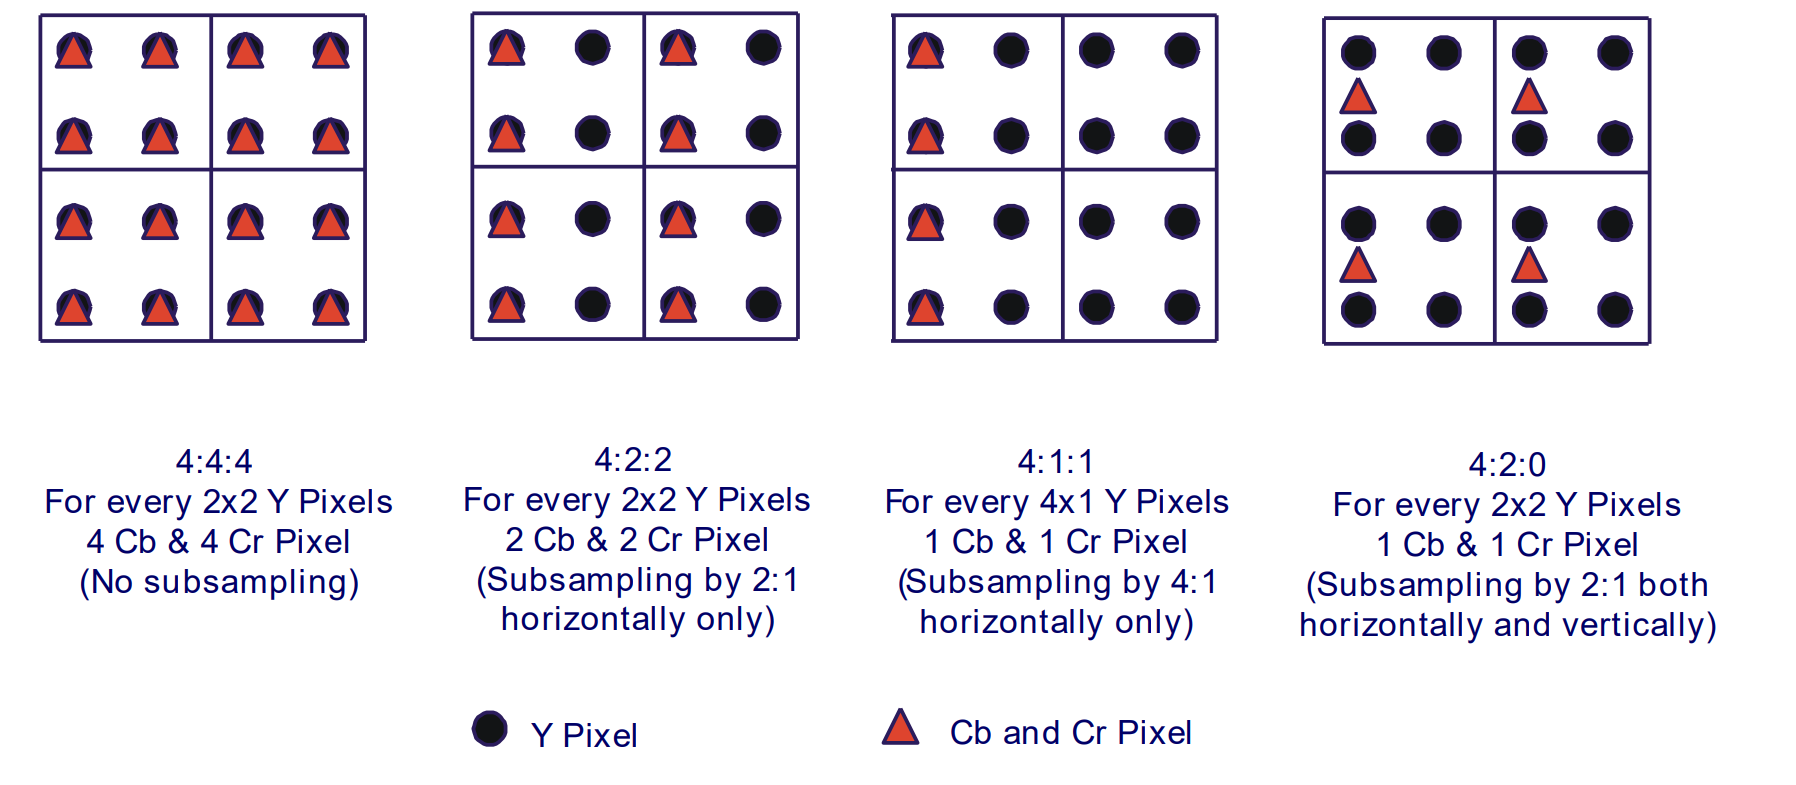 4:4:4
For every 2x2 Y Pixels
4 Cb & 4 Cr Pixel
(No subsampling)
4:2:2
For every 2x2 Y Pixels
2 Cb & 2 Cr Pixel
(Subsampling by 2:1
horizontally only)
4:1:1
For every 4x1 Y Pixels
1 Cb & 1 Cr Pixel
(Subsampling by 4:1
horizontally only)
4:2:0
For every 2x2 Y Pixels
1 Cb & 1 Cr Pixel
(Subsampling by 2:1 both
horizontally and vertically)
Y Pixel
Cb and Cr Pixel